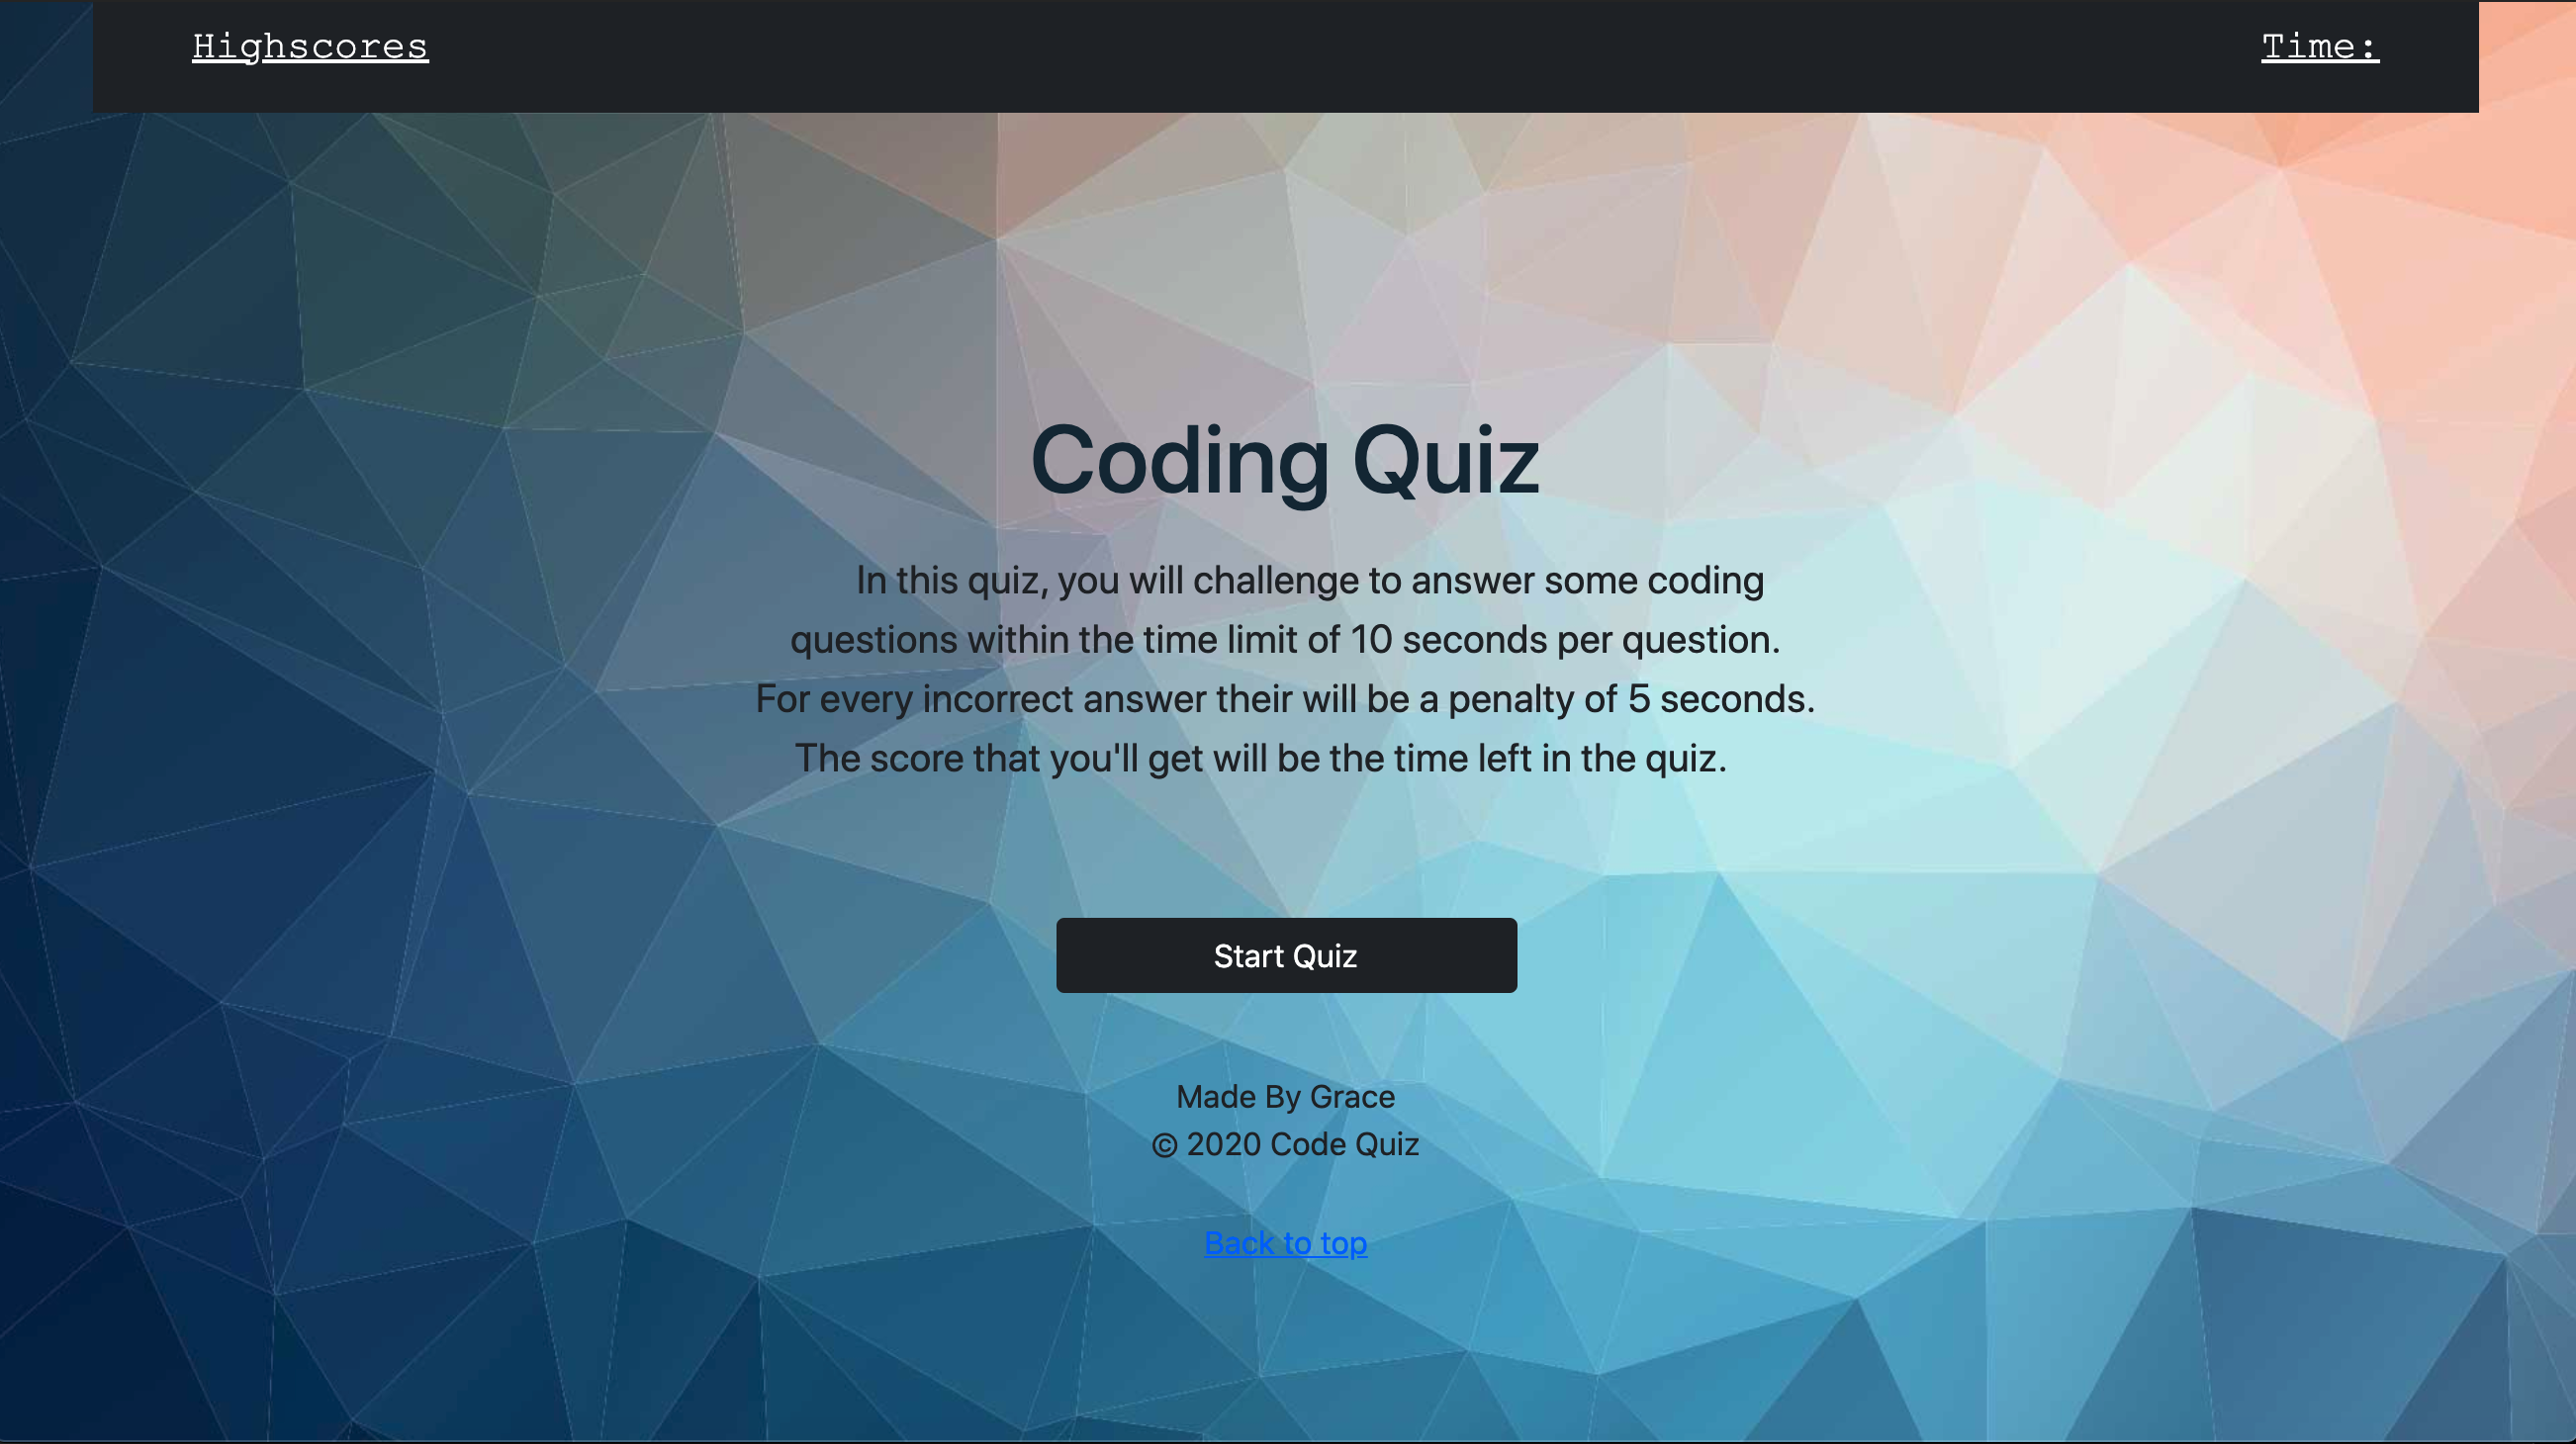 Highscores
Time:
Coding Quiz
In this quiz, you will challenge to answer some coding
questions within the time limit of 10 seconds per question.
For every incorrect answer their will be a penalty of 5 seconds.
The score that you'll get will be the time left in the quiz.
Start Quiz
Made By Grace
© 2020 Code Quiz
Back to top